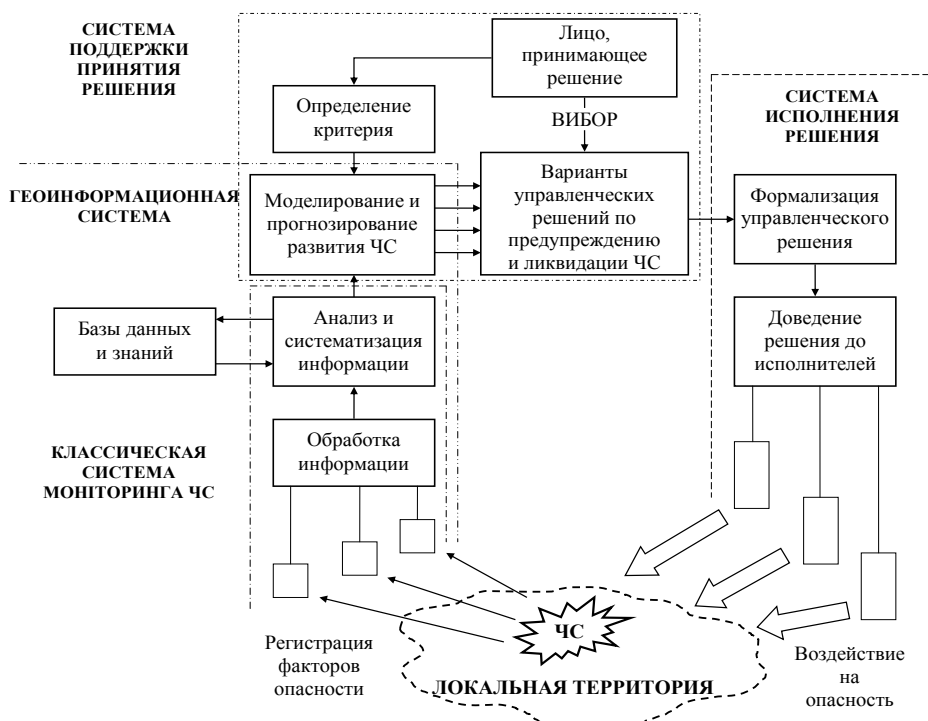 СИСТЕМА
ПОДДЕРЖКИ
ПРИНЯТИЯ
РЕШЕНИЯ
Лицо,
принимающее
решение
Определение
критерия
ВИБОР
СИСТЕМА
ИСПОЛНЕНИЯ
РЕШЕНИЯ
ГЕОИНФОРМАЦИОННАЯ
СИСТЕМА
Моделирование и
прогнозирование
развития ЧС
Варианты
управленческих
решений по
предупреждению
и ликвидации ЧС
Формализация
управленческого
решения
Базы данных
и знаний
Анализ и
систематизация
информации
Доведение
решения до
исполнителей
КЛАССИЧЕСКАЯ
СИСТЕМА
МОНІТОРИНГА ЧС
Обработка
информации
Регистрация
факторов
опасности
ЧС
ЛОКАЛЬНАЯ ТЕРРИТОРИЯ
Воздействие
на
опасность